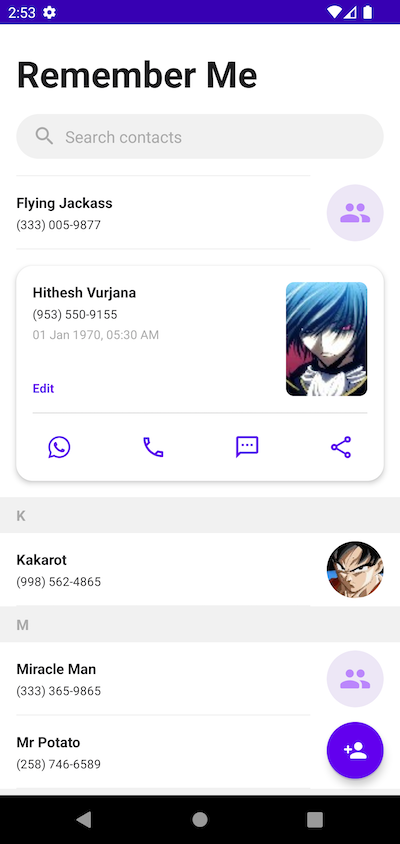 2:53
Remember Me
Search contacts
Flying Jackass
(333) 005-9877
Hithesh Vurjana
(953) 550-9155
01 Jan 1970, 05:30 AM
Edit
K
Kakarot
(998) 562-4865
M
Miracle Man
(333) 365-9865
Mr Potato
(258) 746-6589